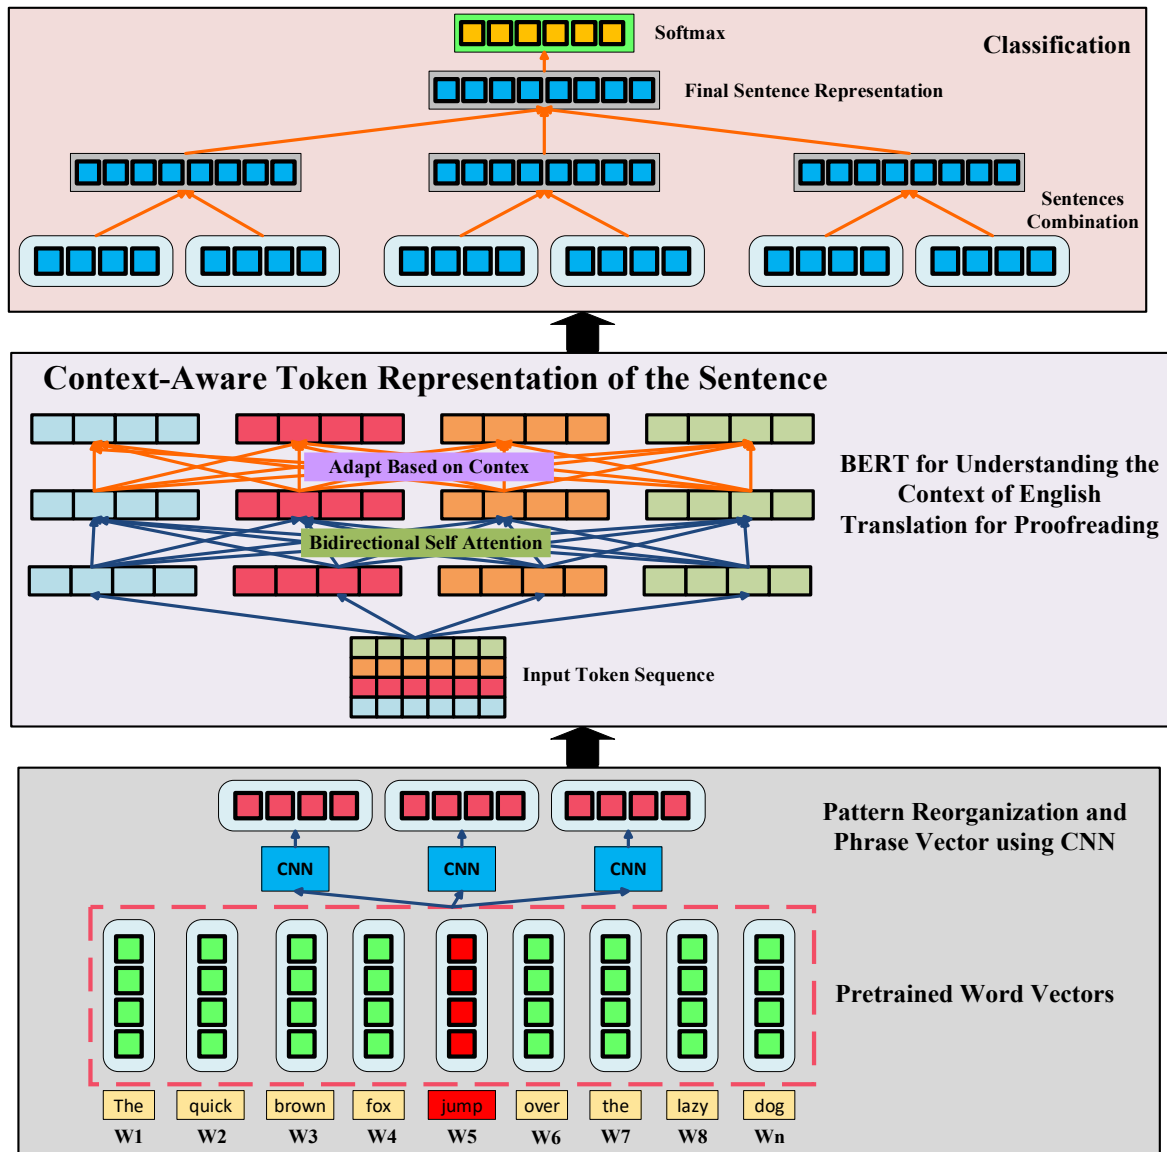 Softmax
Classification
Final Sentence Representation
Sentences
Combination
Context-Aware Token Representation of the Sentence
Adapt Based on Contex
BERT for Understanding the
Context of English
Translation for Proofreading
Bidirectional Self Attention
Input Token Sequence
Pattern Reorganization and
Phrase Vector using CNN
CNN CNN CNN
Pretrained Word Vectors
The quick brown fox jump over the lazy dog
W1 W2 W3 W4 W5 W6 W7 W8 Wn